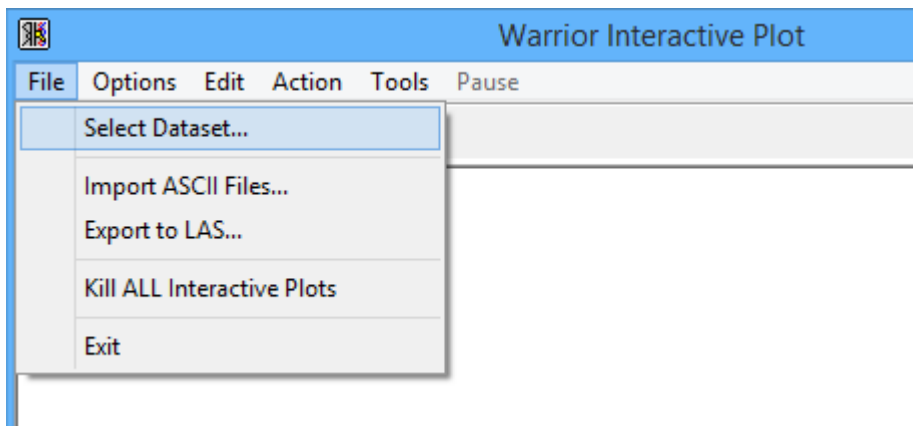 Warrior Interactive Plot
File Options Edit Action Tools Pause
Select Dataset...
Import ASCII Files...
Export to LAS...
Kill ALL Interactive Plots
Exit